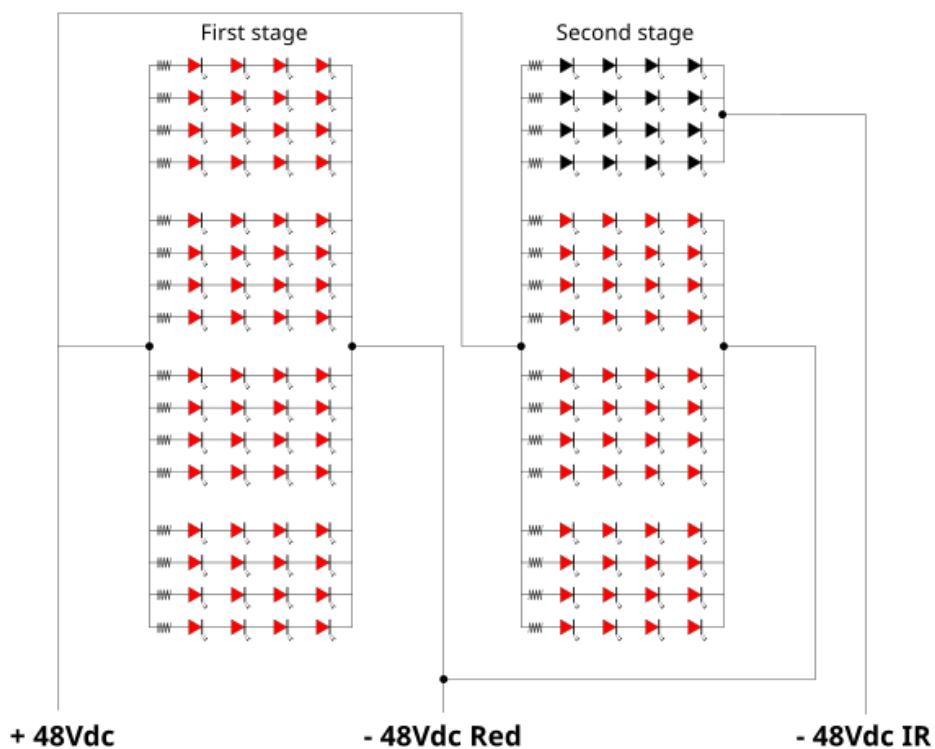 First stage
Second stage
+ 48Vdc
- 48Vdc Red
- 48Vdc IR